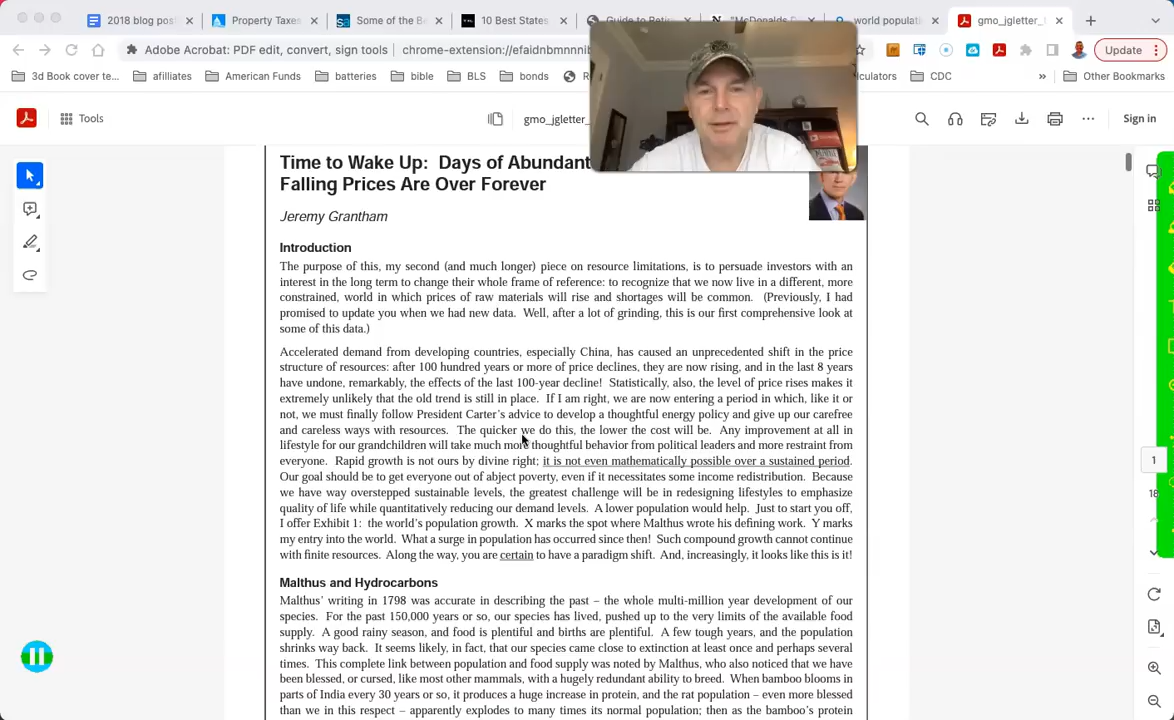 2018 blog pos
Property Taxes
Some of the B
10 Best States
Guide to Reti
"McDonalds D
world populati
gmo_jgletter_
Adobe Acrobat: PDF edit, convert, sign tools
chrome-extension://efaidnbmnnnib
Update
3d Book cover te...
afilliates
American Funds
batteries
bible
BLS
bonds
culators
CDC
»
Other Bookmarks
Tools
gmo_jgletter_
Sign in
Time to Wake Up: Days of Abundant
Falling Prices Are Over Forever
Jeremy Grantham
Introduction
The purpose of this, my second (and much longer) piece on resource limitations, is to persuade investors with an
interest in the long term to change their whole frame of reference: to recognize that we now live in a different, more
constrained, world in which prices of raw materials will rise and shortages will be common. (Previously, I had
promised to update you when we had new data. Well, after a lot of grinding, this is our first comprehensive look at
some of this data.)
Accelerated demand from developing countries, especially China, has caused an unprecedented shift in the price
structure of resources: after 100 hundred years or more of price declines, they are now rising, and in the last 8 years
have undone, remarkably, the effects of the last 100-year decline! Statistically, also, the level of price rises makes it
extremely unlikely that the old trend is still in place. If I am right, we are now entering a period in which, like it or
not, we must finally follow President Carter's advice to develop a thoughtful energy policy and give up our carefree
and careless ways with resources. The quicker we do this, the lower the cost will be. Any improvement at all in
lifestyle for our grandchildren will take much more thoughtful behavior from political leaders and more restraint from
everyone. Rapid growth is not ours by divine right; it is not even mathematically possible over a sustained period.
Our goal should be to get everyone out of abject poverty, even if it necessitates some income redistribution. Because
we have way overstepped sustainable levels, the greatest challenge will be in redesigning lifestyles to emphasize
quality of life while quantitatively reducing our demand levels. A lower population would help. Just to start you off,
I offer Exhibit 1: the world's population growth. X marks the spot where Malthus wrote his defining work. Y marks
my entry into the world. What a surge in population has occurred since then! Such compound growth cannot continue
with finite resources. Along the way, you are certain to have a paradigm shift. And, increasingly, it looks like this is it!
Malthus and Hydrocarbons
Malthus' writing in 1798 was accurate in describing the past – the whole multi-million year development of our
species. For the past 150,000 years or so, our species has lived, pushed up to the very limits of the available food
supply. A good rainy season, and food is plentiful and births are plentiful. A few tough years, and the population
shrinks way back. It seems likely, in fact, that our species came close to extinction at least once and perhaps several
times. This complete link between population and food supply was noted by Malthus, who also noticed that we have
been blessed, or cursed, like most other mammals, with a hugely redundant ability to breed. When bamboo blooms in
parts of India every 30 years or so, it produces a huge increase in protein, and the rat population – even more blessed
than we in this respect – apparently explodes to many times its normal population; then as the bamboo's protein
1
18